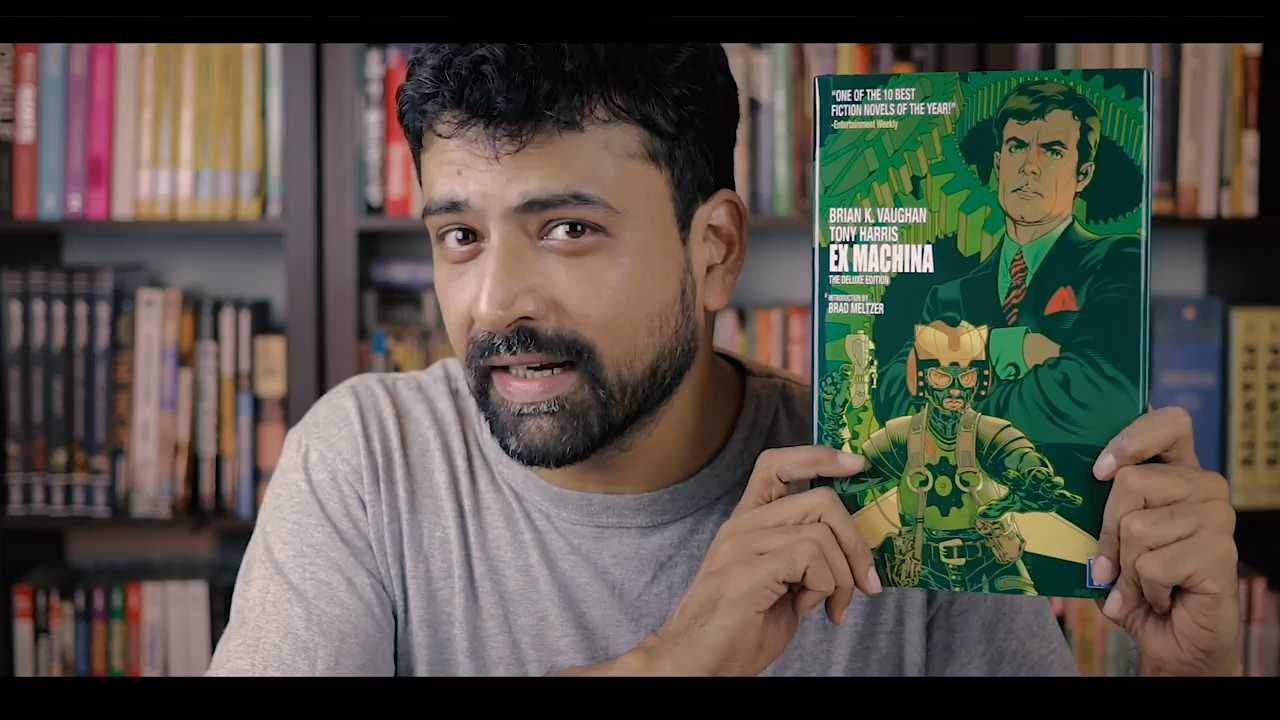 “ONE OF THE 10 BEST
FICTION NOVELS OF THE YEAR!”
-Entertainment Weekly
BRIAN K. VAUGHAN
TONY HARRIS
EX MACHINA
THE DELUXE EDITION
INTRODUCTION BY
BRAD MELTZER